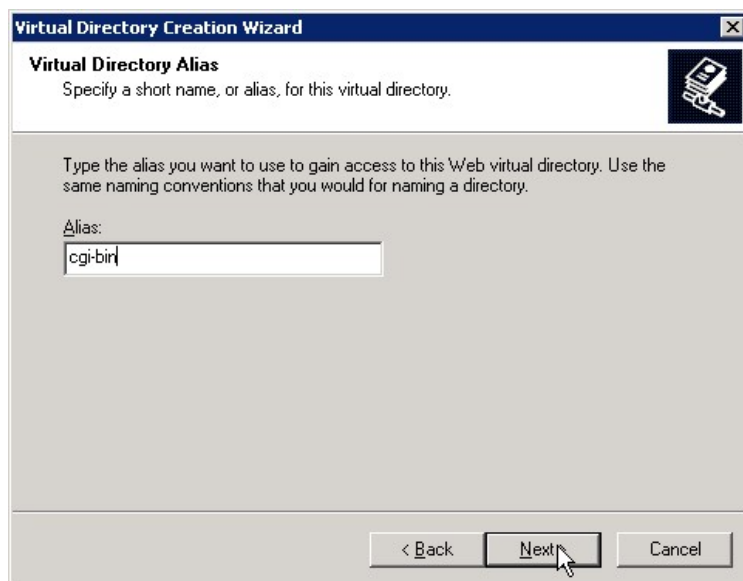 Virtual Directory Creation Wizard
Virtual Directory Alias
Specify a short name, or alias, for this virtual directory.
Type the alias you want to use to gain access to this Web virtual directory. Use the
same naming conventions that you would for naming a directory.
Alias:
cgi-bin
< Back Next Cancel